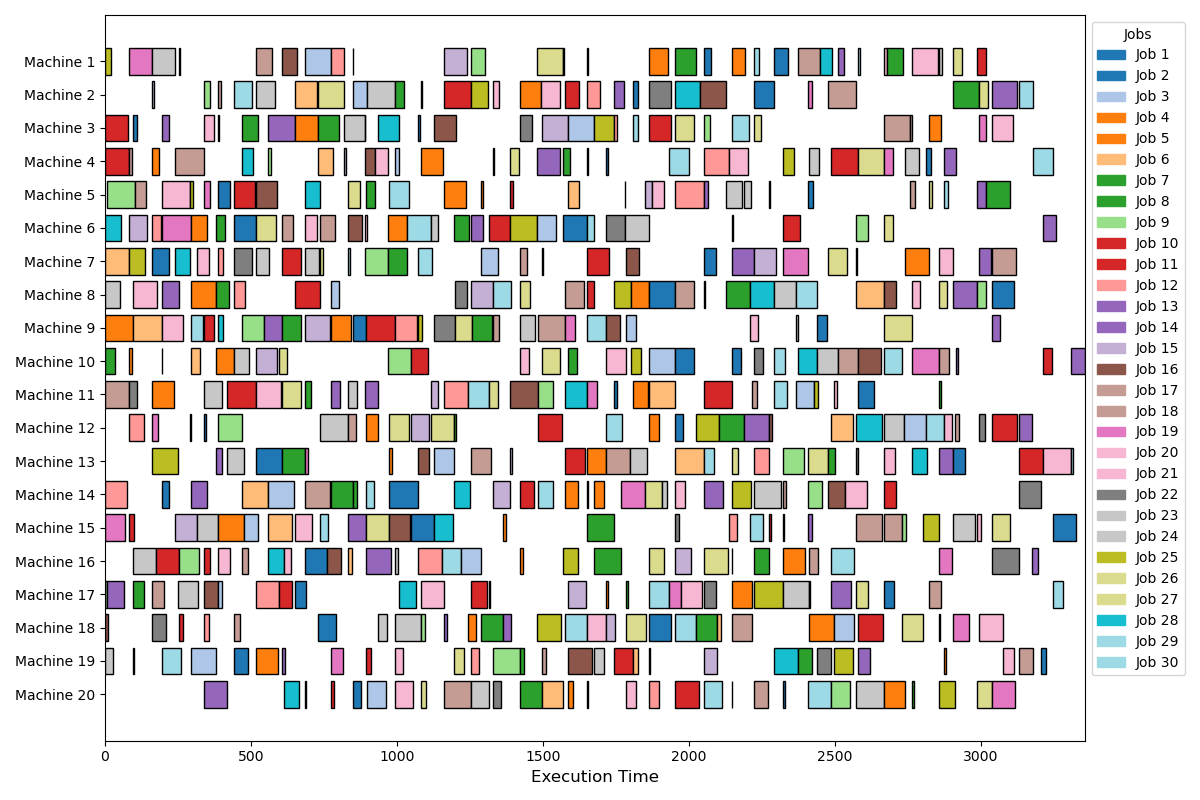 Machine 1
Machine 2
Machine 3
Machine 4
Machine 5
Machine 6
Machine 7
Machine 8
Machine 9
Machine 10
Machine 11
Machine 12
Machine 13
Machine 14
Machine 15
Machine 16
Machine 17
Machine 18
Machine 19
Machine 20
0 500 1000 1500 2000 2500 3000
Execution Time
Jobs
Job 1
Job 2
Job 3
Job 4
Job 5
Job 6
Job 7
Job 8
Job 9
Job 10
Job 11
Job 12
Job 13
Job 14
Job 15
Job 16
Job 17
Job 18
Job 19
Job 20
Job 21
Job 22
Job 23
Job 24
Job 25
Job 26
Job 27
Job 28
Job 29
Job 30